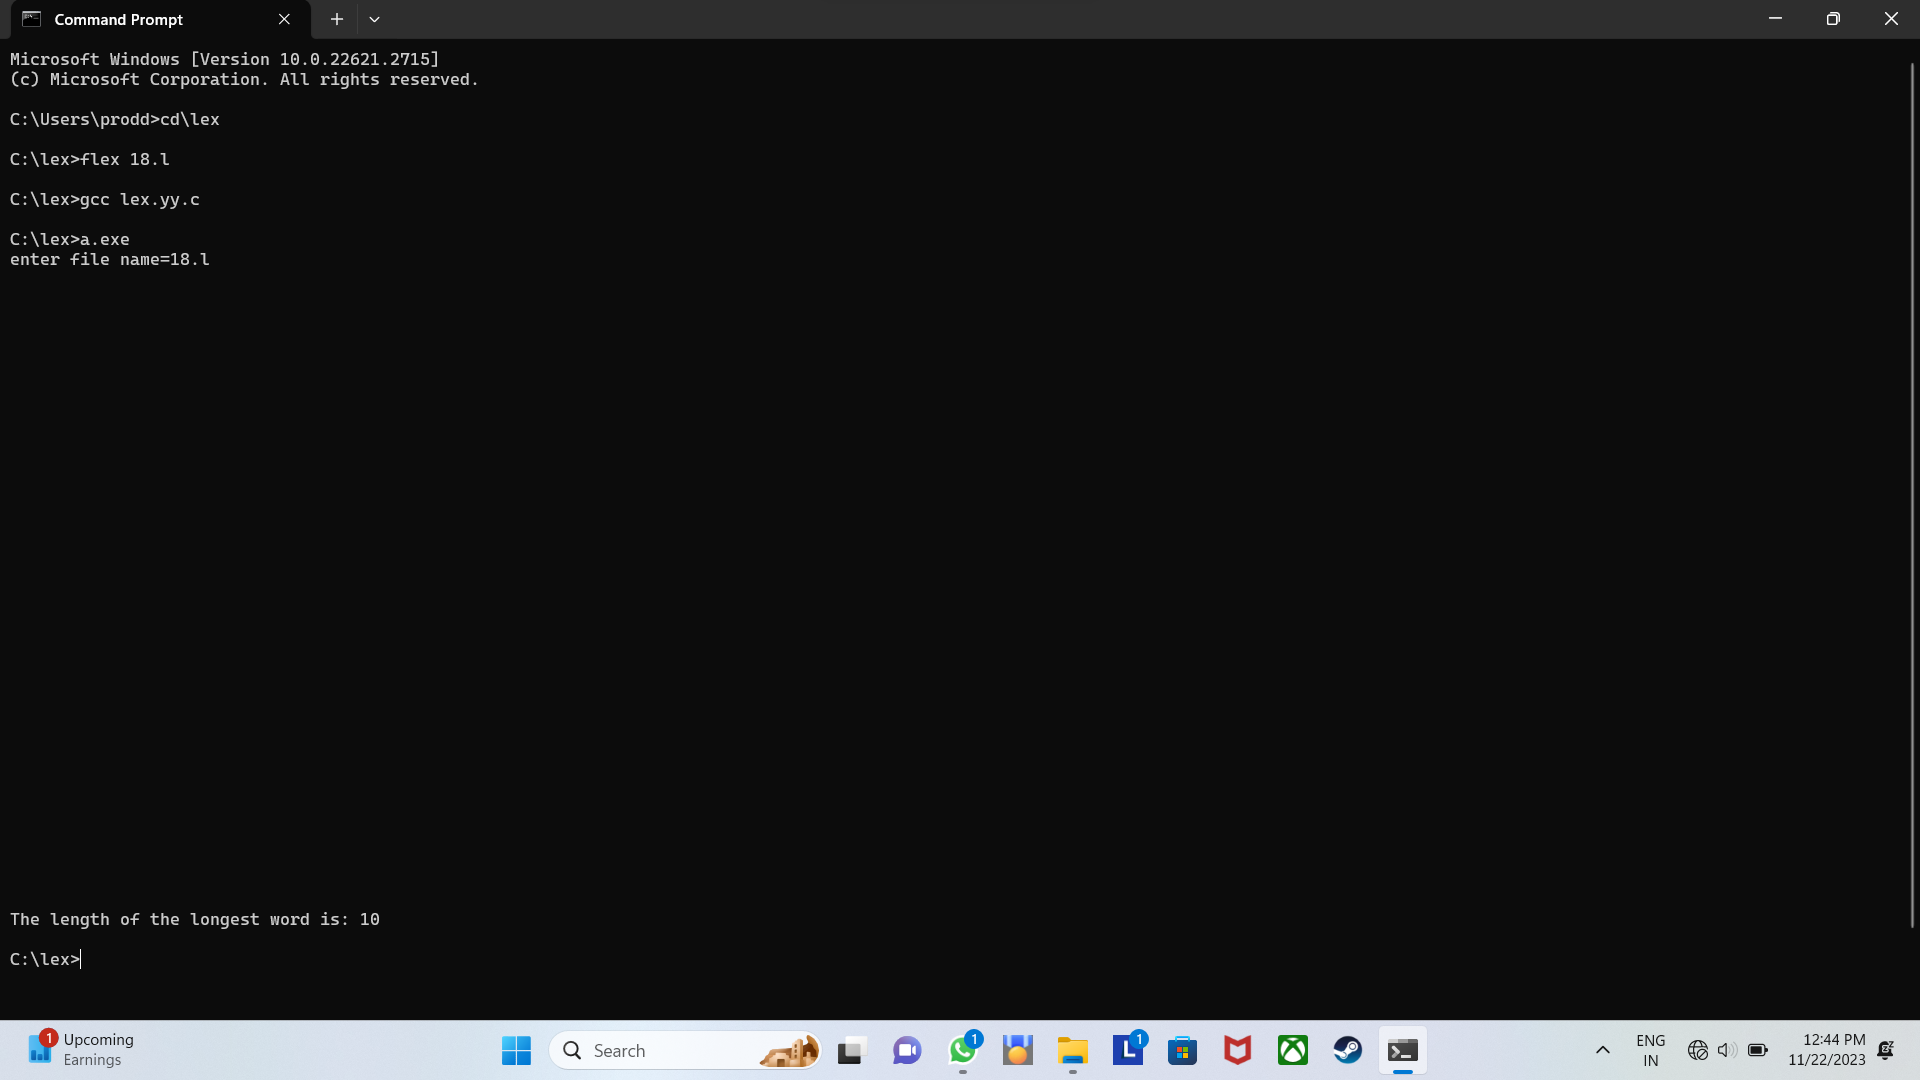 Command Prompt
Microsoft Windows [Version 10.0.22621.2715]
(c) Microsoft Corporation. All rights reserved.
C:\Users\prodd>cd\lex
C:\lex>flex 18.l
C:\lex>gcc lex.yy.c
C:\lex>a.exe
enter file name=18.l
The length of the longest word is: 10
C:\lex>
1
Upcoming
Earnings
Search
1
L
1
ENG
IN
12:44 PM
11/22/2023